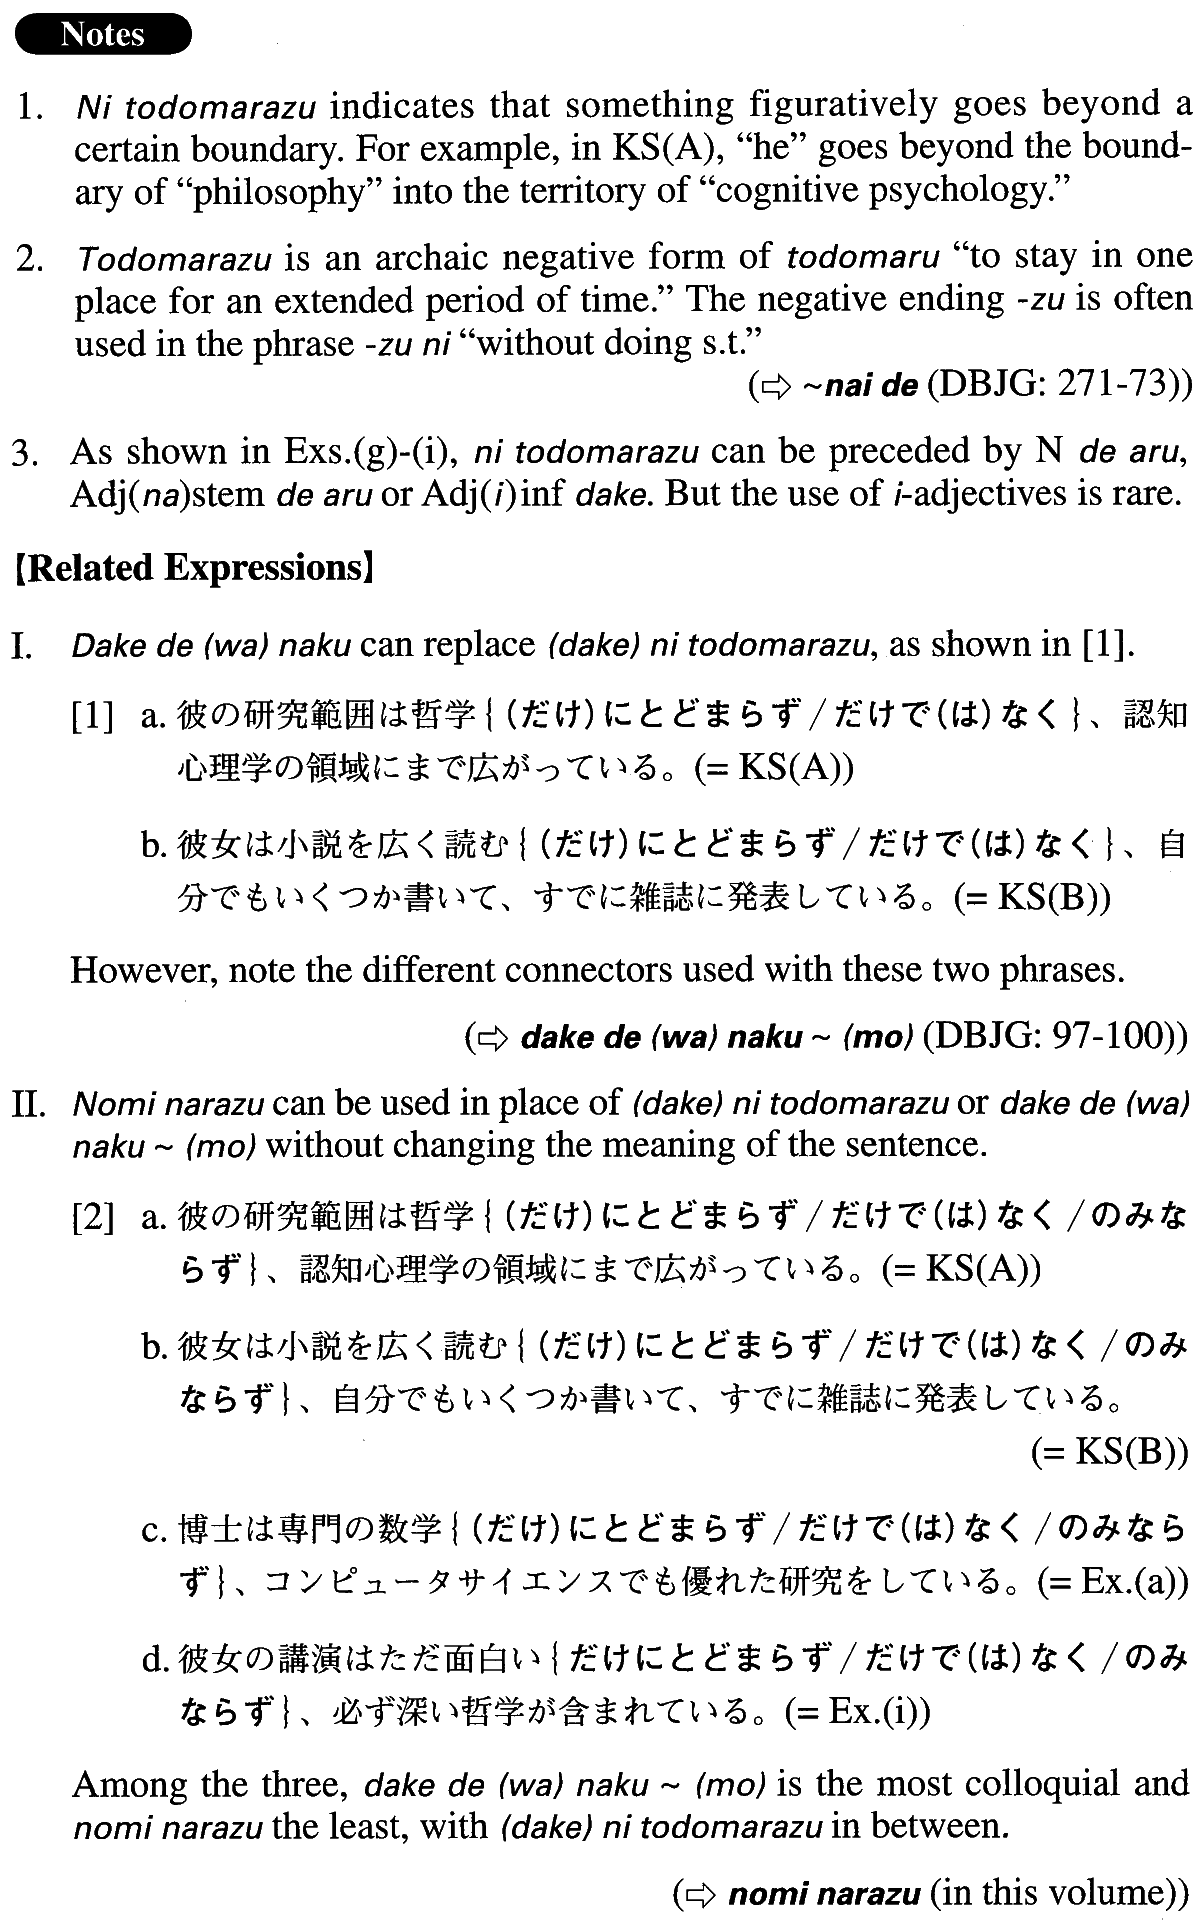 Notes
1. Ni todomarazu indicates that something figuratively goes beyond a
certain boundary. For example, in KS(A), “he” goes beyond the bound-
ary of “philosophy” into the territory of “cognitive psychology.”
2. Todomarazu is an archaic negative form of todomaru “to stay in one
place for an extended period of time.” The negative ending -zu is often
used in the phrase -zu ni “without doing s.t.”
(⇨ ~nai de (DBJG: 271-73))
3. As shown in Exs.(g)-(i), ni todomarazu can be preceded by N de aru,
Adj(na)stem de aru or Adj(i)inf dake. But the use of i-adjectives is rare.
【Related Expressions】
I. Dake de (wa) naku can replace (dake) ni todomarazu, as shown in [1].
[1] a. 彼の研究範囲は哲学{(だけ)にとどまらず/だけで(は)なく}、認知
心理学の領域にまで広がっている。(= KS(A))
b. 彼女は小説を広く読む{(だけ)にとどまらず/だけで(は)なく}、自
分でもいくつか書いて、すでに雑誌に発表している。(= KS(B))
However, note the different connectors used with these two phrases.
(⇨ dake de (wa) naku ~ (mo) (DBJG: 97-100))
II. Nomi narazu can be used in place of (dake) ni todomarazu or dake de (wa)
naku ~ (mo) without changing the meaning of the sentence.
[2] a. 彼の研究範囲は哲学{(だけ)にとどまらず/だけで(は)なく/のみな
らず}、認知心理学の領域にまで広がっている。(= KS(A))
b. 彼女は小説を広く読む{(だけ)にとどまらず/だけで(は)なく/のみ
ならず}、自分でもいくつか書いて、すでに雑誌に発表している。
(= KS(B))
c. 博士は専門の数学{(だけ)にとどまらず/だけで(は)なく/のみなら
ず}、コンピュータサイエンスでも優れた研究をしている。(= Ex.(a))
d. 彼女の講演はただ面白い{だけにとどまらず/だけで(は)なく/のみ
ならず}、必ず深い哲学が含まれている。(= Ex.(i))
Among the three, dake de (wa) naku ~ (mo) is the most colloquial and
nomi narazu the least, with (dake) ni todomarazu in between.
(⇨ nomi narazu (in this volume))